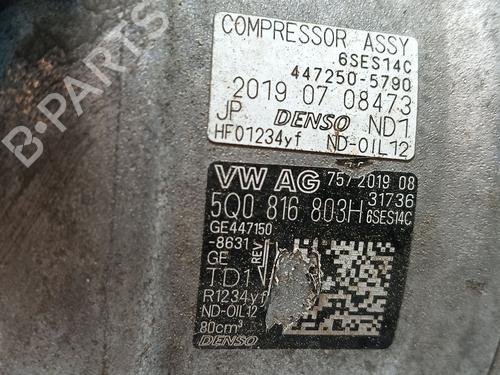 COMPRESSOR ASSY
6SES14C
447250-5790
2019 07 08473
JP DENSO ND1
HF01234yf ND-OIL12
VW AG 757 2019 08
31736
5Q0 816 803H 6SES14C
GE447150
-8631
GE REV
TD1
R1234yf
ND-OIL12
80cm³
DENSO
B-PARTS